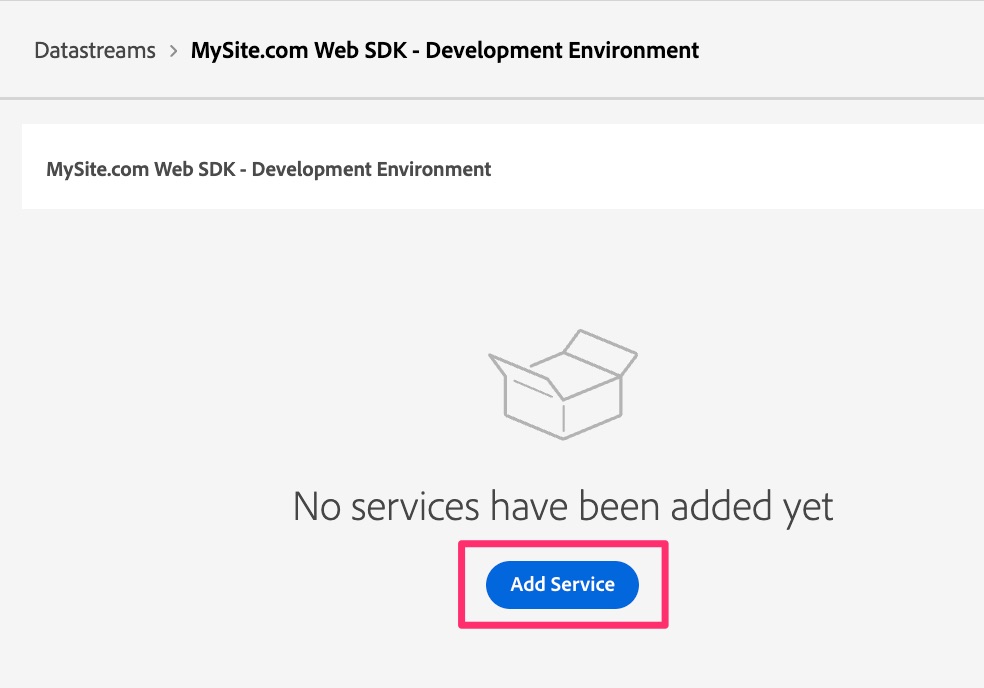 Datastreams > MySite.com Web SDK - Development Environment
MySite.com Web SDK - Development Environment
No services have been added yet
Add Service